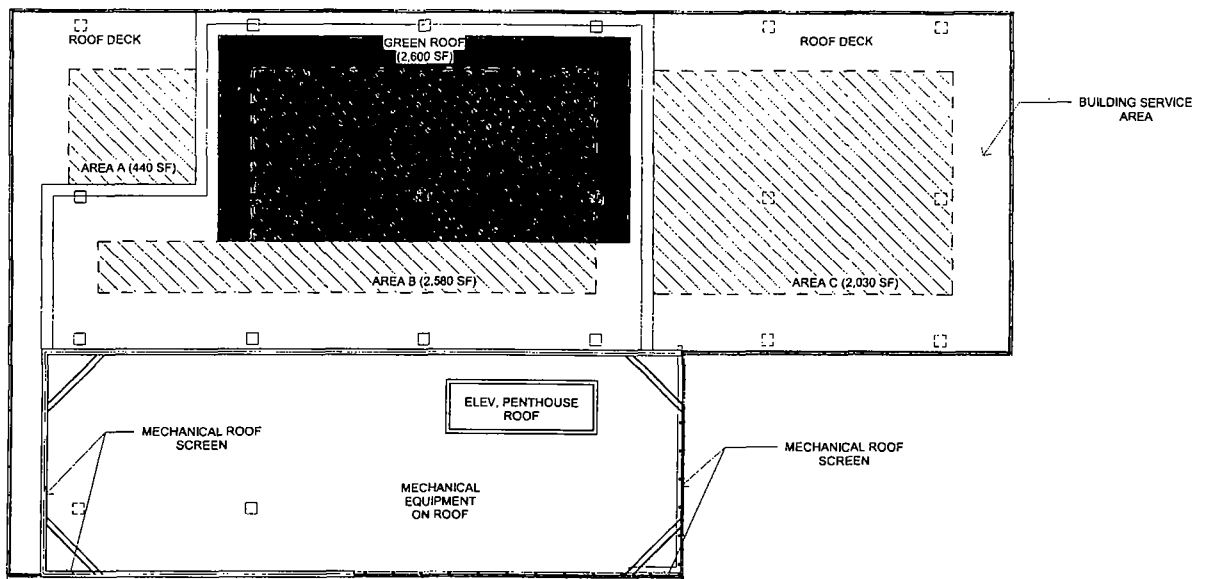 ROOF DECK
GREEN ROOF
(2,600 SF)
ROOF DECK
BUILDING SERVICE
AREA
AREA A (440 SF)
AREA B (2,580 SF)
AREA C (2,030 SF)
ELEV, PENTHOUSE
ROOF
MECHANICAL ROOF
SCREEN
MECHANICAL ROOF
SCREEN
MECHANICAL
EQUIPMENT
ON ROOF